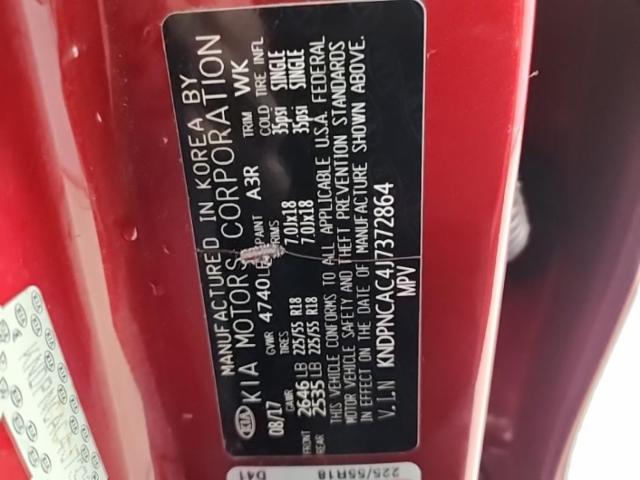 MANUFACTURED IN KOREA BY
KIA KIA MOTORS CORPORATION
08/17 GVWR 4740 LB PAINT A3R TRIM WK
GAWR TIRES RIMS COLD TIRE INFL
FRONT 2646 LB 225/55 R18 7.0Jx18 35psi SINGLE
REAR 2535 LB 225/55 R18 7.0Jx18 35psi SINGLE
THIS VEHICLE CONFORMS TO ALL APPLICABLE U.S.A. FEDERAL
MOTOR VEHICLE SAFETY AND THEFT PREVENTION STANDARDS
IN EFFECT ON THE DATE OF MANUFACTURE SHOWN ABOVE.
V.I.N KNDPNCAC4J7372864
MPV
225/55R18
D41